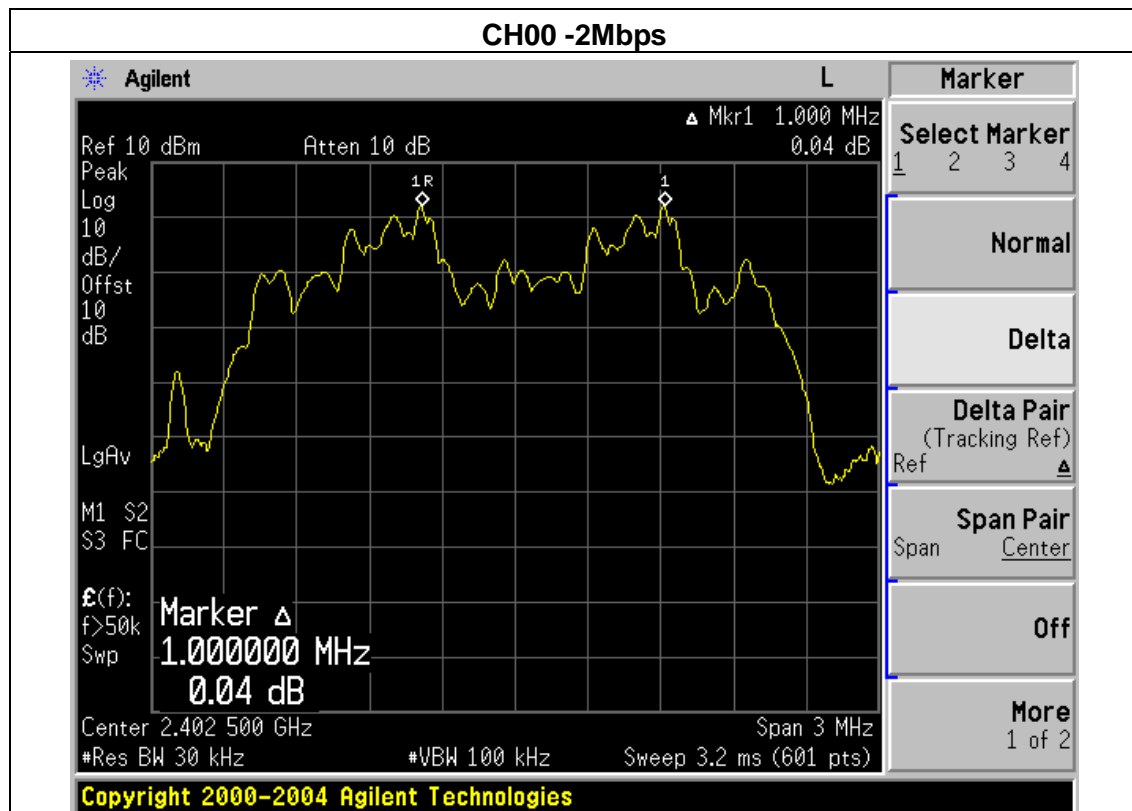 CH00 -2Mbps
Agilent L Marker
Δ Mkr1 1.000 MHz
Ref 10 dBm Atten 10 dB 0.04 dB
Peak
Log
10
dB/
Offst
10
dB
LgAv
M1 S2
S3 FC
£(f):
f>50k
Swp
1R
1
Marker Δ
1.000000 MHz
0.04 dB
Center 2.402 500 GHz Span 3 MHz
#Res BW 30 kHz #VBW 100 kHz Sweep 3.2 ms (601 pts)
Select Marker
1 2 3 4
Normal
Delta
Delta Pair
(Tracking Ref)
Ref Δ
Span Pair
Span Center
Off
More
1 of 2
Copyright 2000-2004 Agilent Technologies